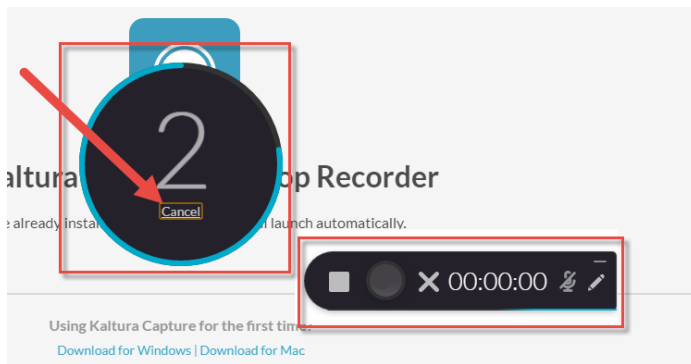 2
Cancel
altura op Recorder
e already insta l launch automatically.
00:00:00
Using Kaltura Capture for the first time:
Download for Windows | Download for Mac